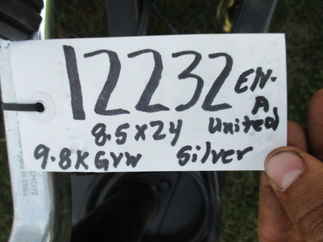 12232 EN-A
8.5x24 United
9.8K GVW Silver